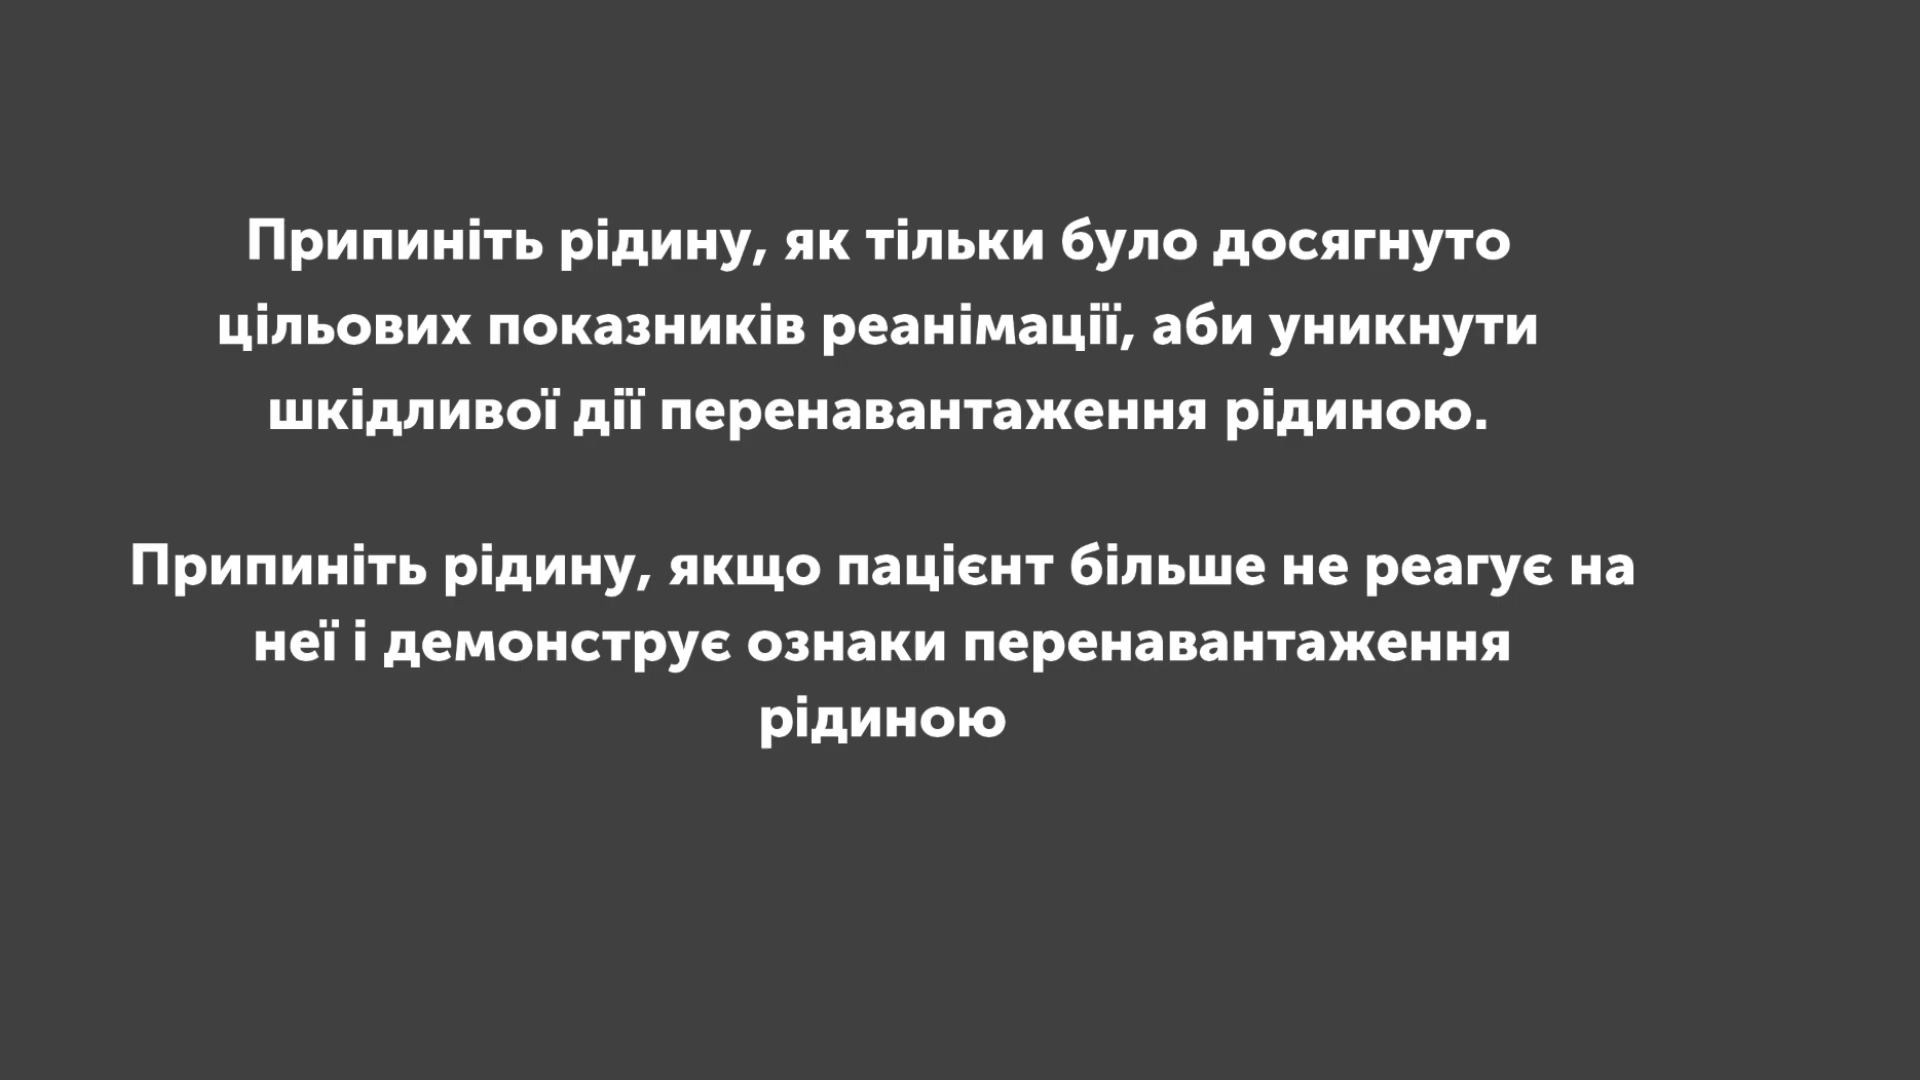 Припиніть рідину, як тільки було досягнуто
цільових показників реанімації, аби уникнути
шкідливої дії перенавантаження рідиною.
Припиніть рідину, якщо пацієнт більше не реагує на
неї і демонструє ознаки перенавантаження
рідиною